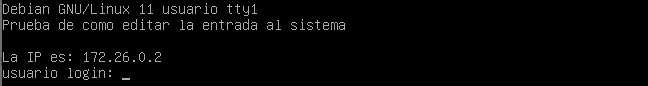 Debian GNU/Linux 11 usuario tty1
Prueba de como editar la entrada al sistema
La IP es: 172.26.0.2
usuario login: _